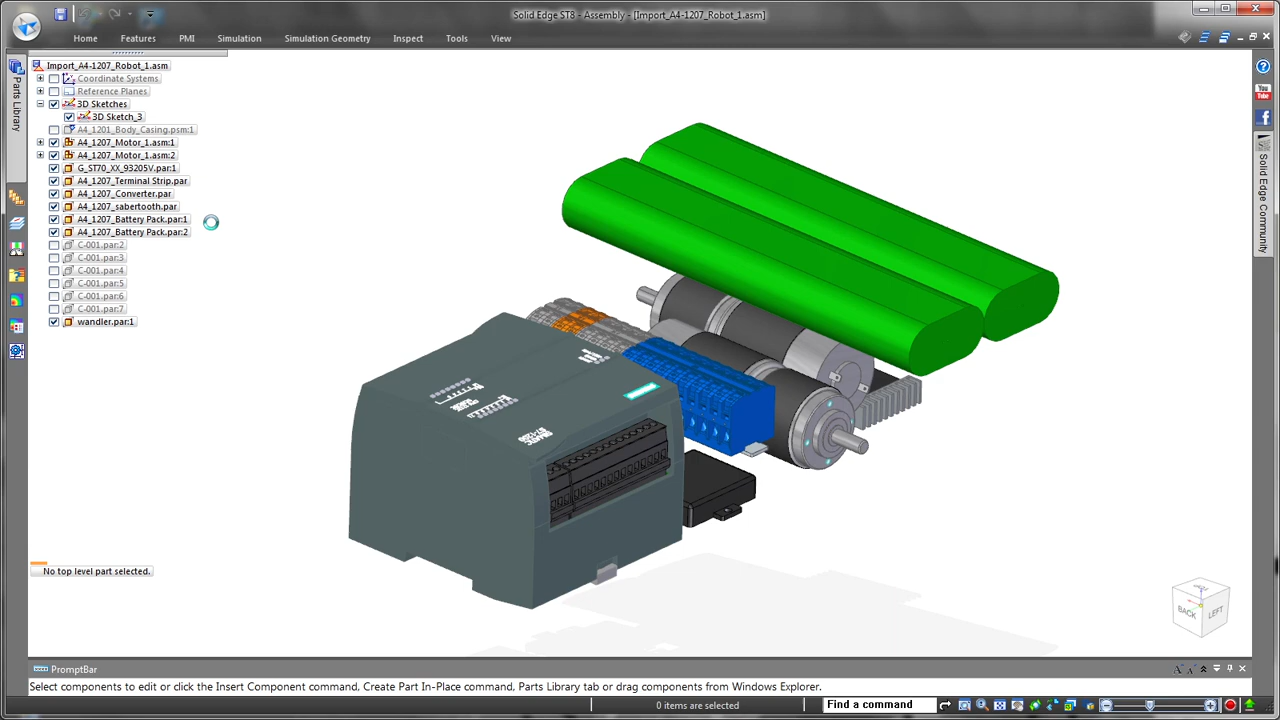 Solid Edge ST8 - Assembly - [Import_A4-1207_Robot_1.asm]
Home Features PMI Simulation Simulation Geometry Inspect Tools View
Parts Library
Import_A4-1207_Robot_1.asm
Coordinate Systems
Reference Planes
3D Sketches
3D Sketch_3
A4_1201_Body_Casing.psm:1
A4_1207_Motor_1.asm:1
A4_1207_Motor_1.asm:2
G_ST70_XX_93205V.par:1
A4_1207_Terminal Strip.par
A4_1207_Converter.par
A4_1207_sabertooth.par
A4_1207_Battery Pack.par:1
A4_1207_Battery Pack.par:2
C-001.par:2
C-001.par:3
C-001.par:4
C-001.par:5
C-001.par:6
C-001.par:7
wandler.par:1
No top level part selected.
You Tube
Solid Edge Community
BACK LEFT
PromptBar
Select components to edit or click the Insert Component command, Create Part In-Place command, Parts Library tab or drag components from Windows Explorer.
0 items are selected
Find a command